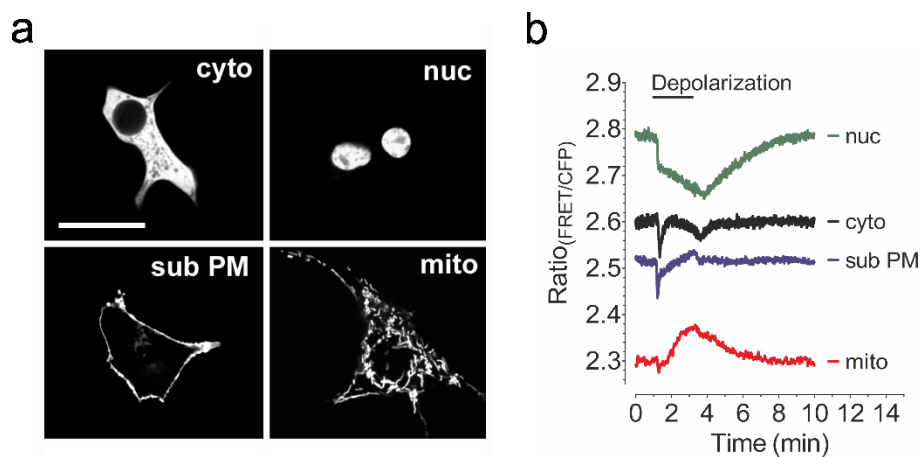 a
cyto
nuc
sub PM
mito
b
Depolarization
2.9
2.8
2.7
2.6
2.5
2.4
2.3
Ratio(FRET/CFP)
nuc
cyto
sub PM
mito
0 2 4 6 8 10 12 14
Time (min)